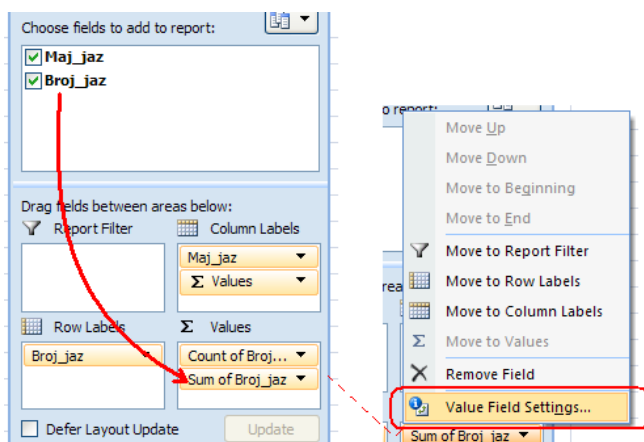 Choose fields to add to report:
Maj_jaz
Broj_jaz
Drag fields between areas below:
Report Filter
Column Labels
Maj_jaz
Σ Values
Row Labels
Σ Values
Broj_jaz
Count of Broj...
Sum of Broj_jaz
Defer Layout Update
Update
o report:
Move Up
Move Down
Move to Beginning
Move to End
Move to Report Filter
rea
Move to Row Labels
Move to Column Labels
Σ Move to Values
Remove Field
Value Field Settings...
Sum of Broj_jaz